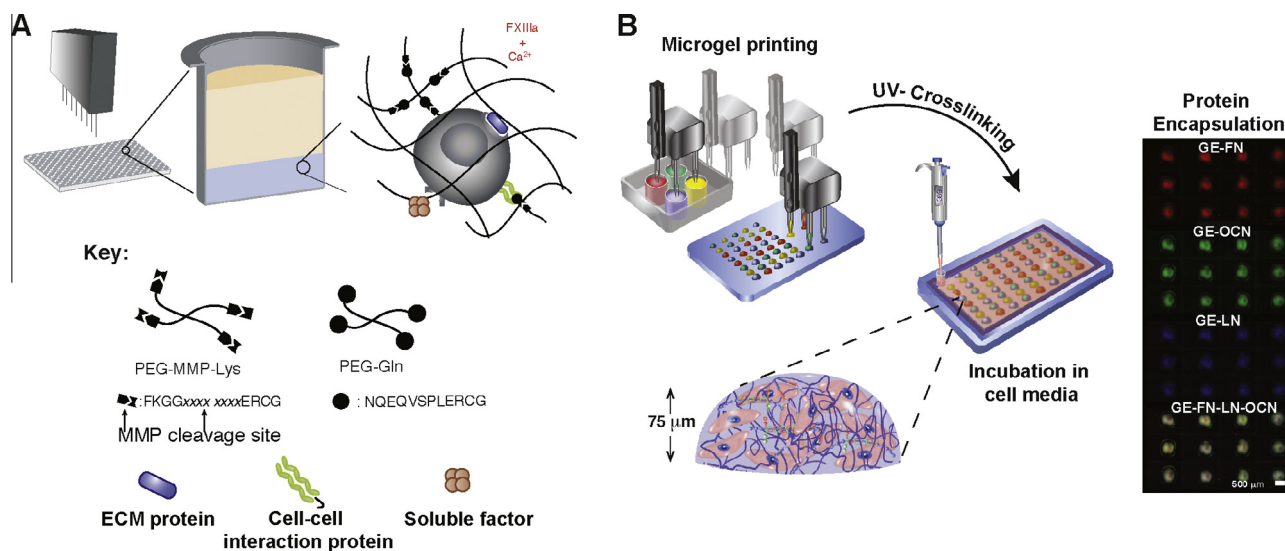 A
FXIIIa
+
Ca2+
Key:
PEG-MMP-Lys
PEG-Gln
:FKGGxxxx xxxxERCG
: NQEQVSPLERCG
MMP cleavage site
ECM protein
Cell-cell
interaction protein
Soluble factor
B
Microgel printing
UV- Crosslinking
Incubation in
cell media
75 μm
Protein
Encapsulation
GE-FN
GE-OCN
GE-LN
GE-FN-LN-OCN
500 μm